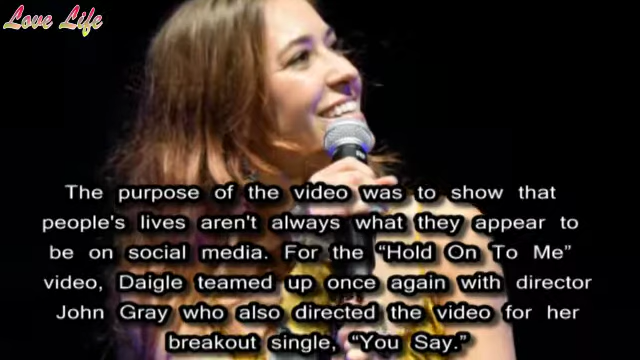 Love Life
The purpose of the video was to show that
people's lives aren't always what they appear to
be on social media. For the “Hold On To Me”
video, Daigle teamed up once again with director
John Gray who also directed the video for her
breakout single, “You Say.”